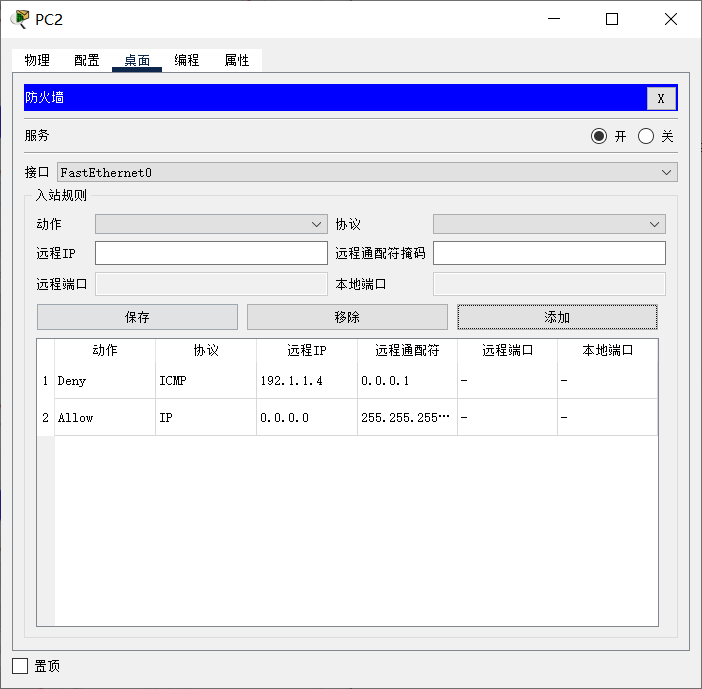 PC2
物理 配置 桌面 编程 属性
防火墙 X
服务 开 关
接口 FastEthernet0
入站规则
动作 协议
远程IP 远程通配符掩码
远程端口 本地端口
保存 移除 添加
动作 协议 远程IP 远程通配符 远程端口 本地端口
1 Deny ICMP 192.1.1.4 0.0.0.1 - -
2 Allow IP 0.0.0.0 255.255.255… - -
置顶